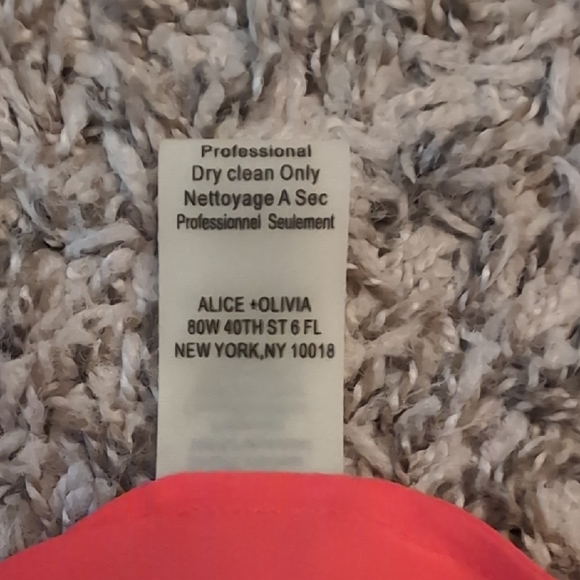 Professional
Dry clean Only
Nettoyage A Sec
Professionnel Seulement
ALICE +OLIVIA
80W 40TH ST 6 FL
NEW YORK,NY 10018